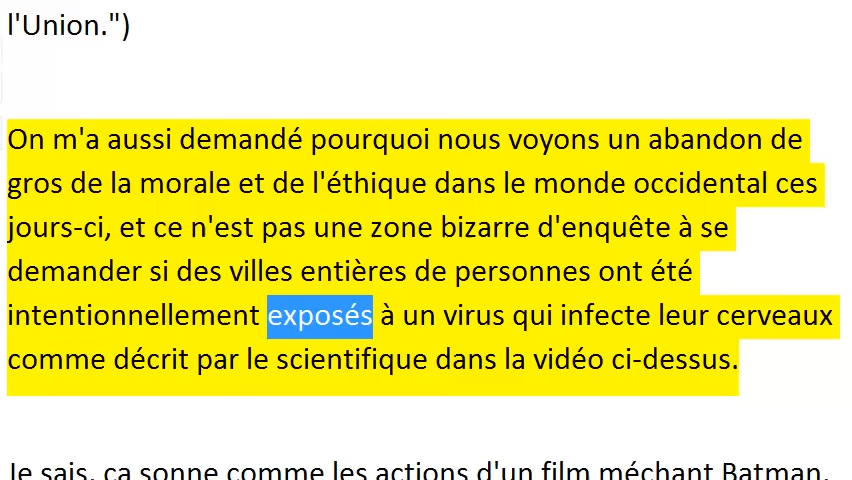 l'Union.")
On m'a aussi demandé pourquoi nous voyons un abandon de
gros de la morale et de l'éthique dans le monde occidental ces
jours-ci, et ce n'est pas une zone bizarre d'enquête à se
demander si des villes entières de personnes ont été
intentionnellement exposés à un virus qui infecte leur cerveaux
comme décrit par le scientifique dans la vidéo ci-dessus.
Je sais, ça sonne comme les actions d'un film méchant Batman,